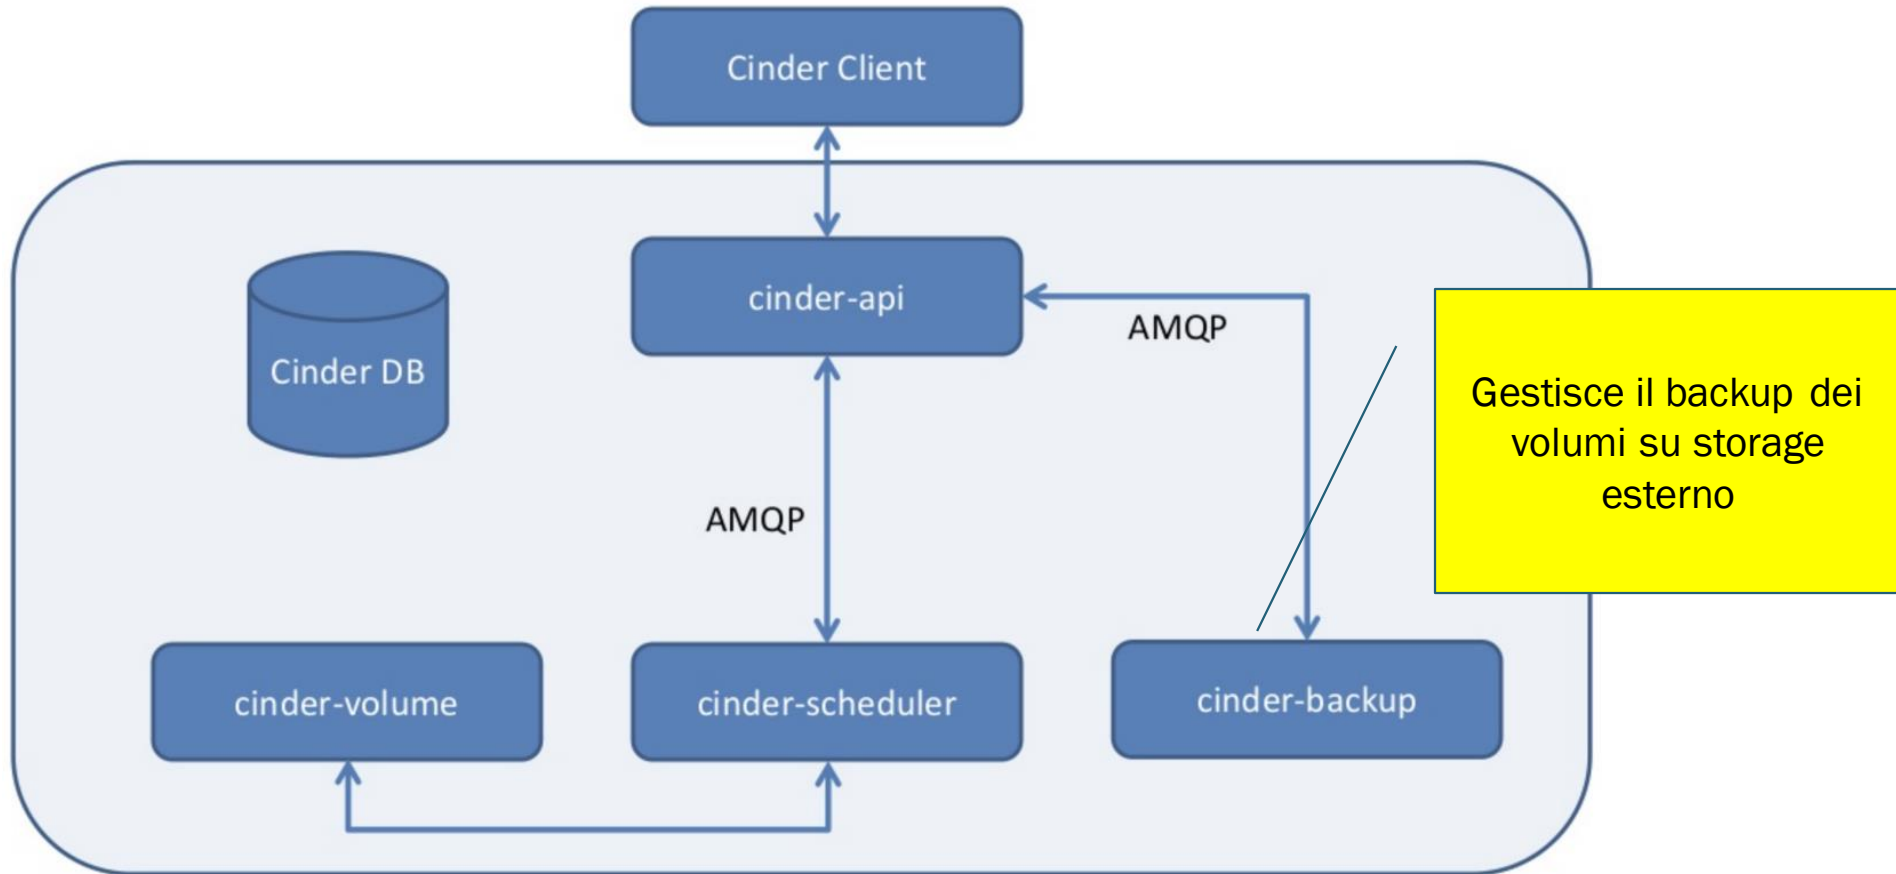 Cinder Client
cinder-api
AMQP
Cinder DB
Gestisce il backup dei
volumi su storage
esterno
AMQP
cinder-volume
cinder-scheduler
cinder-backup